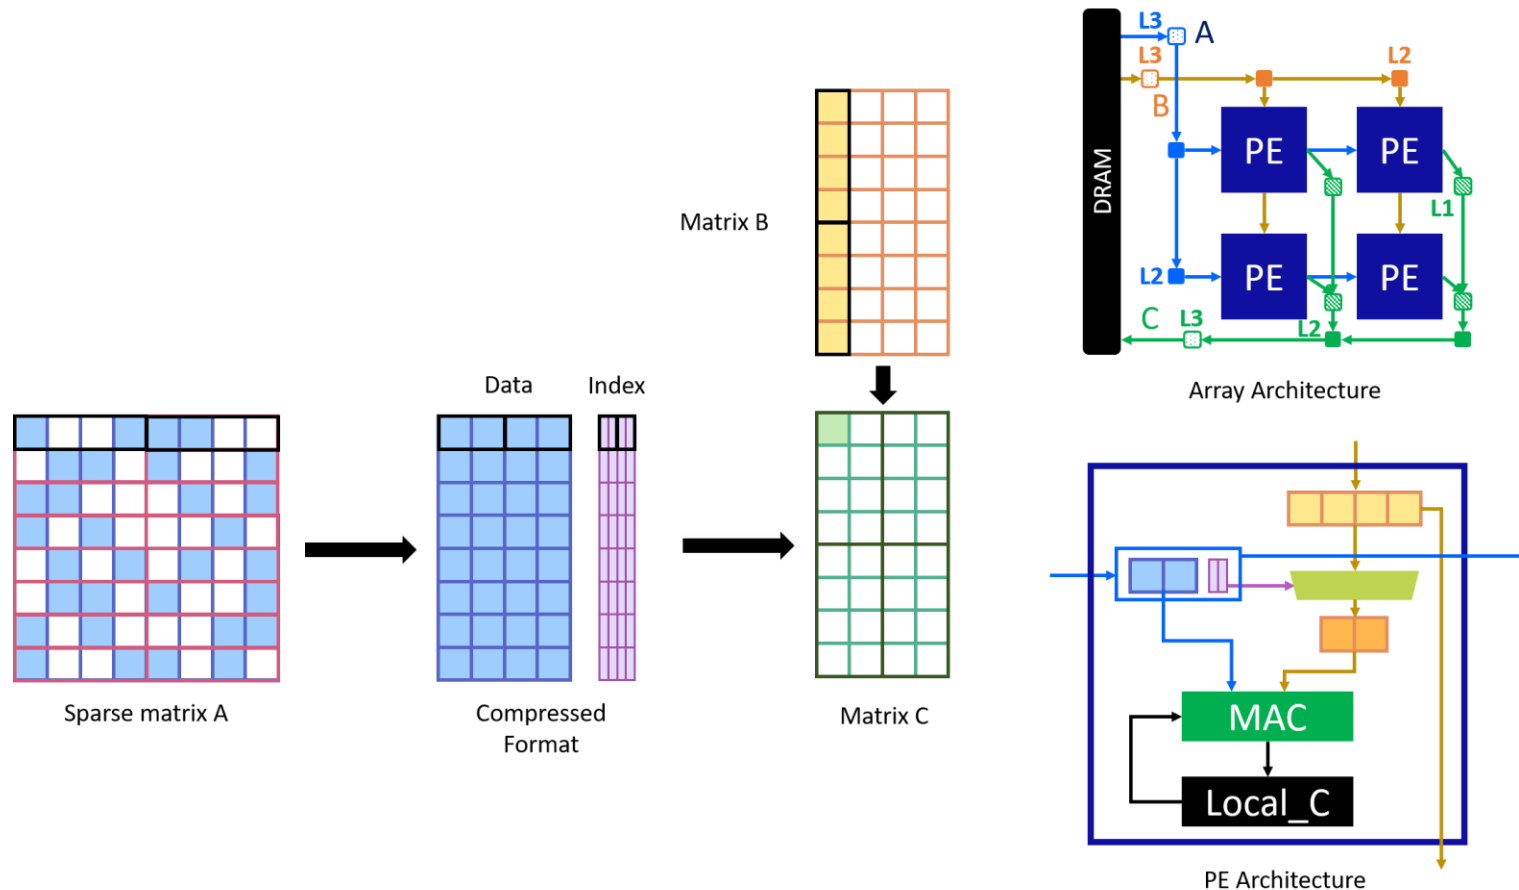 L3
A
L3
L2
B
PE
PE
DRAM
L1
Matrix B
L2
PE
PE
C
L3
L2
Array Architecture
Data
Index
MAC
Local_C
Sparse matrix A
Compressed
Format
Matrix C
PE Architecture